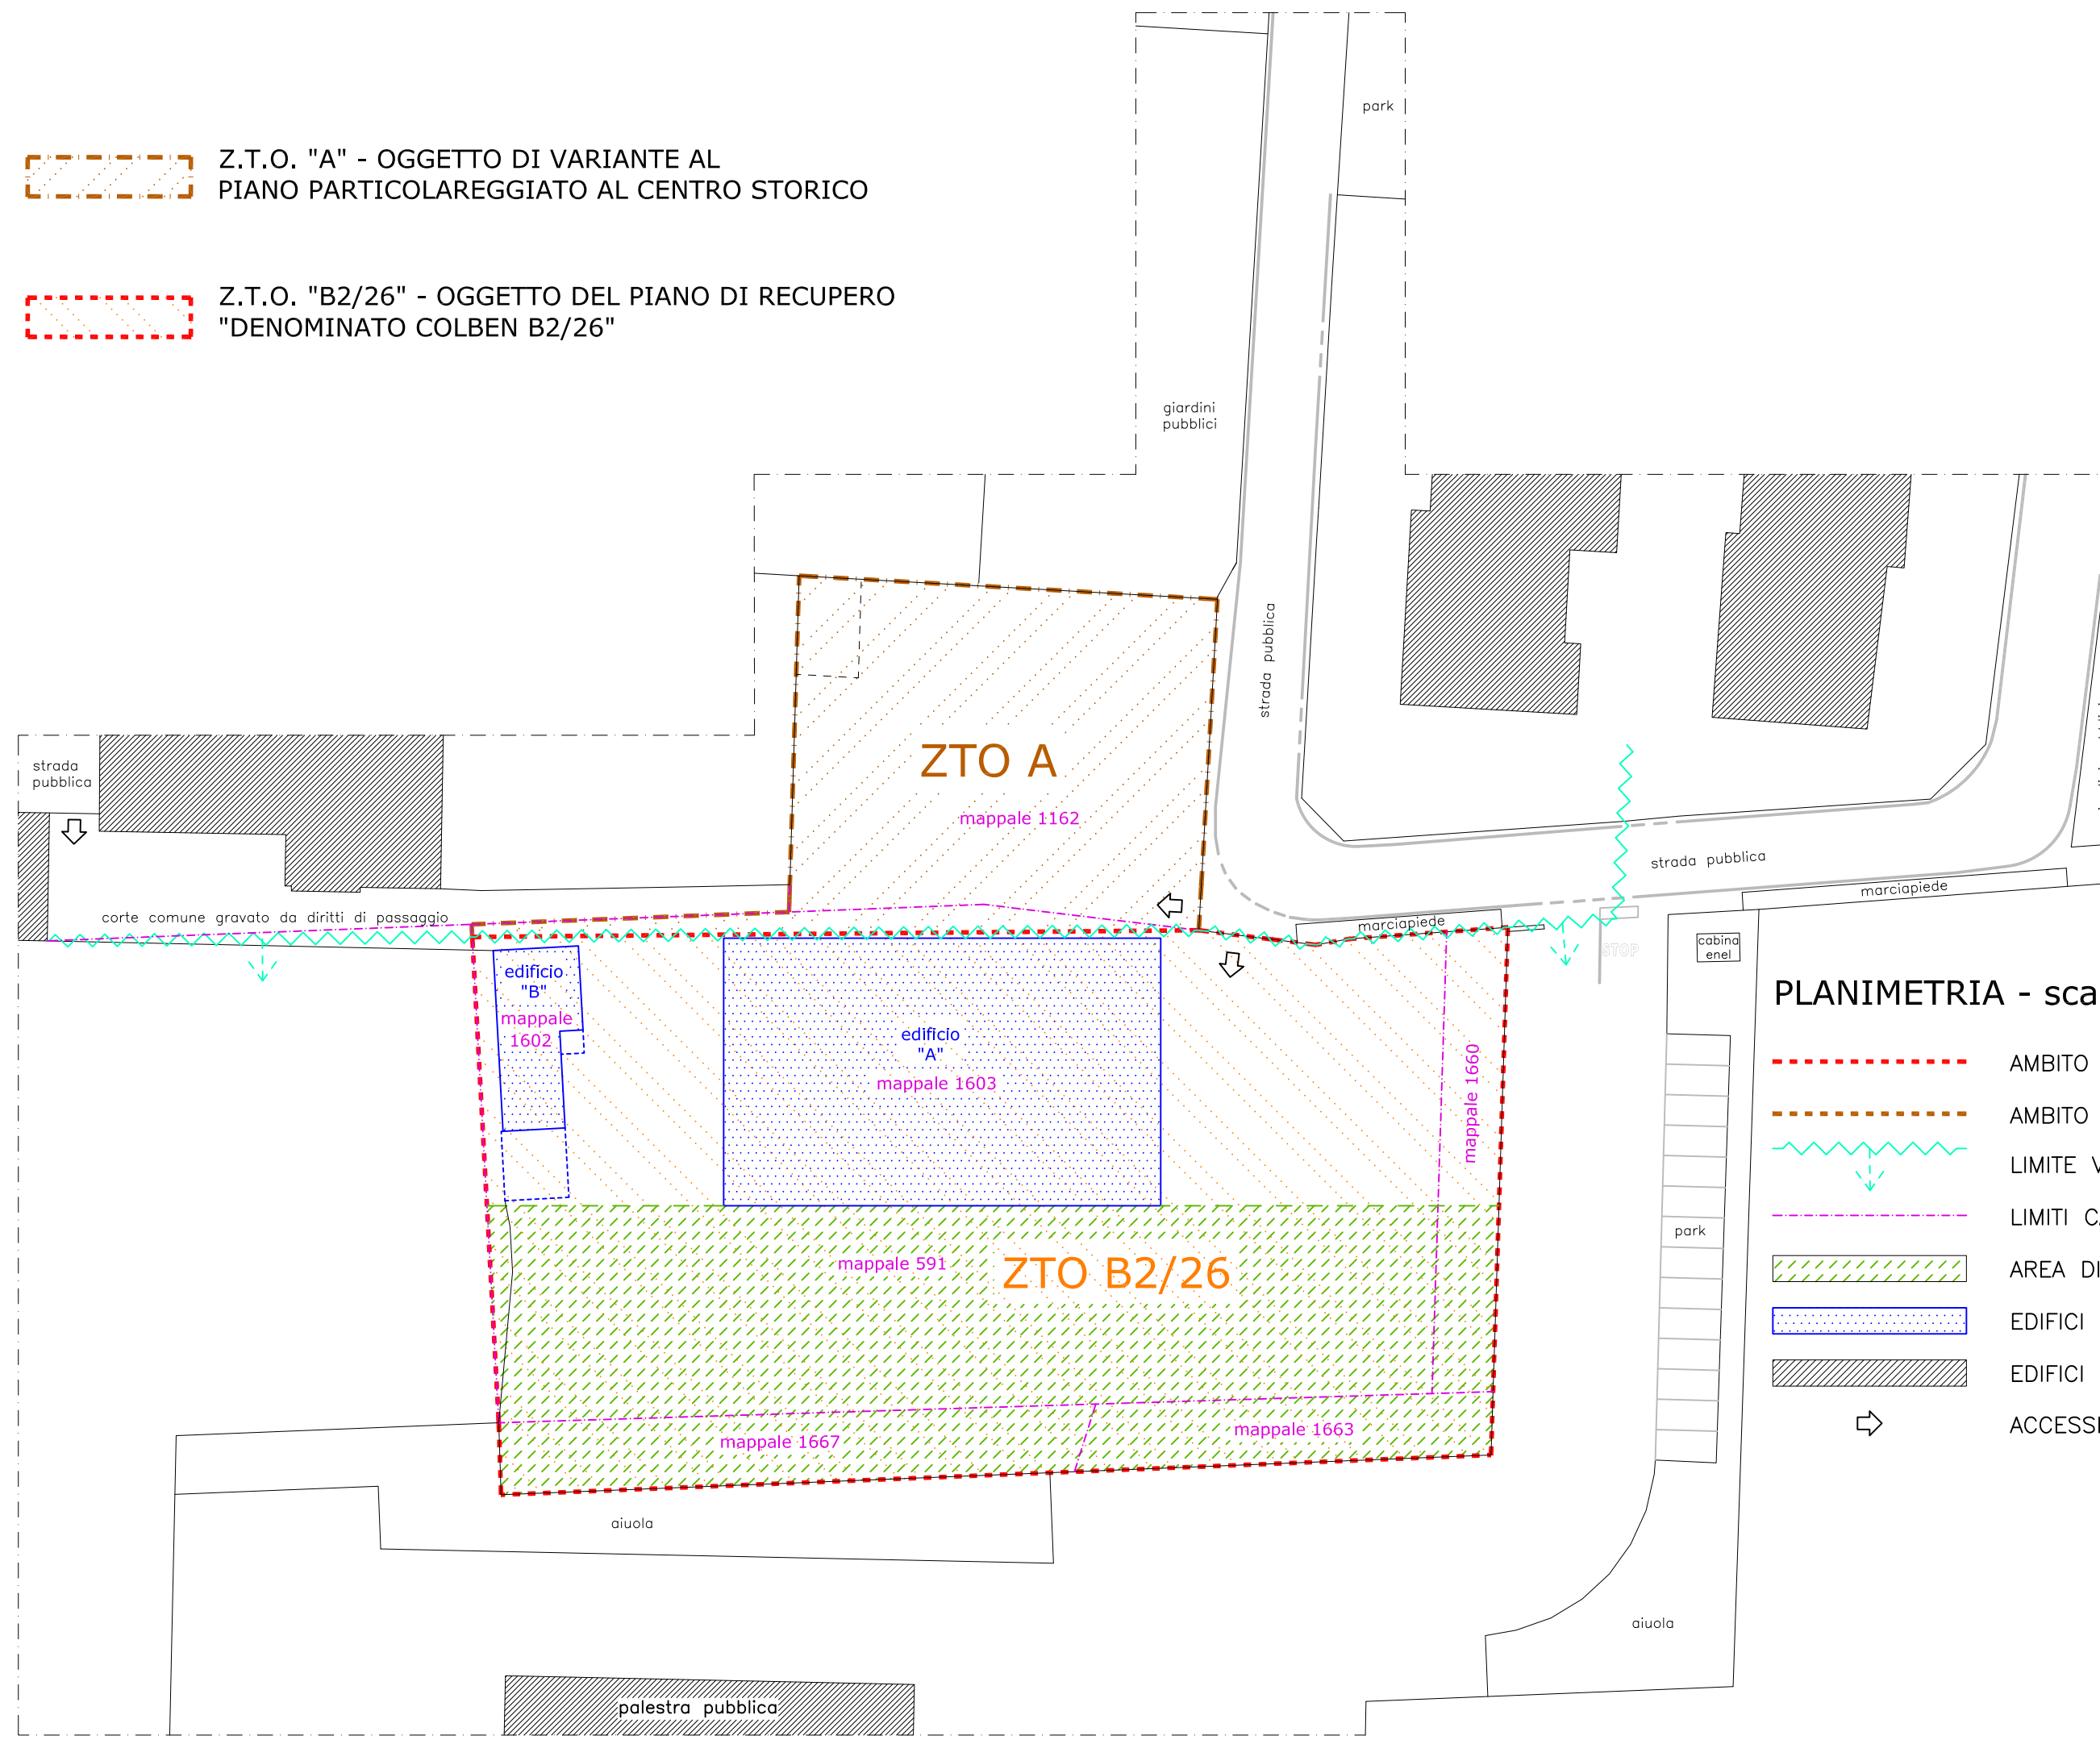 Z.T.O. "A" - OGGETTO DI VARIANTE AL
PIANO PARTICOLAREGGIATO AL CENTRO STORICO
Z.T.O. "B2/26" - OGGETTO DEL PIANO DI RECUPERO
"DENOMINATO COLBEN B2/26"
park
giardini
pubblici
strada pubblica
strada
pubblica
ZTO A
mappale 1162
strada pubblica
marciapiede
marciapiede
corte comune gravato da diritti di passaggio
STOP
cabina
enel
edificio
"B"
mappale
1602
edificio
"A"
mappale 1603
mappale 1660
PLANIMETRIA - sca
AMBITO
AMBITO
LIMITE
LIMITI
AREA
EDIFICI
EDIFICI
ACCESSI
park
mappale 591
ZTO B2/26
mappale 1667
mappale 1663
aiuola
aiuola
palestra pubblica